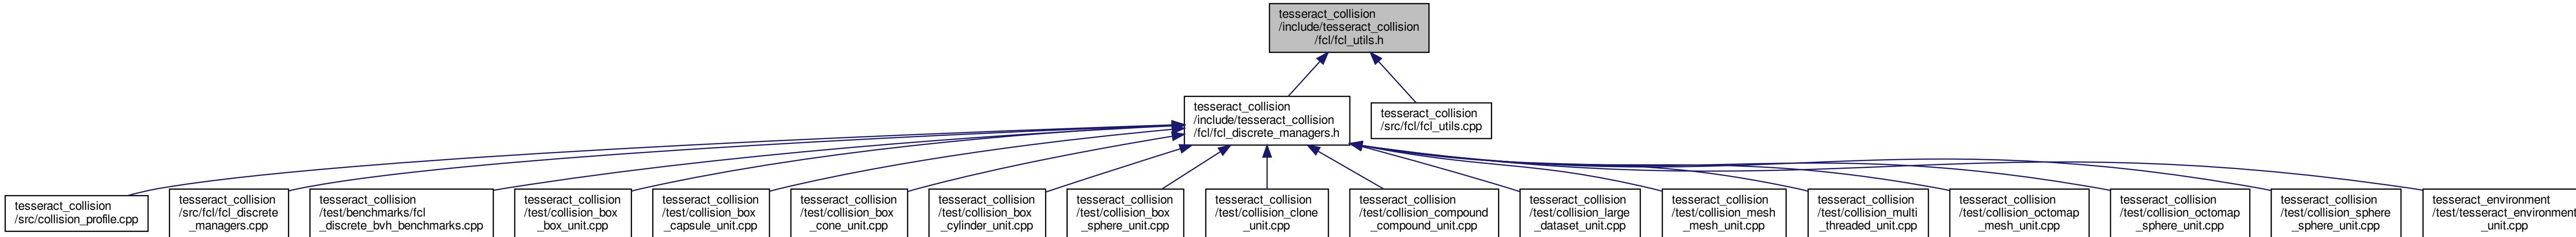 tesseract_collision
/include/tesseract_collision
/fcl/fcl_utils.h
tesseract_collision
/include/tesseract_collision
/fcl/fcl_discrete_managers.h
tesseract_collision
/src/fcl/fcl_utils.cpp
tesseract_collision
/src/collision_profile.cpp
tesseract_collision
/src/fcl/fcl_discrete
_managers.cpp
tesseract_collision
/test/benchmarks/fcl
_discrete_bvh_benchmarks.cpp
tesseract_collision
/test/collision_box
_box_unit.cpp
tesseract_collision
/test/collision_box
_capsule_unit.cpp
tesseract_collision
/test/collision_box
_cone_unit.cpp
tesseract_collision
/test/collision_box
_cylinder_unit.cpp
tesseract_collision
/test/collision_box
_sphere_unit.cpp
tesseract_collision
/test/collision_clone
_unit.cpp
tesseract_collision
/test/collision_compound
_compound_unit.cpp
tesseract_collision
/test/collision_large
_dataset_unit.cpp
tesseract_collision
/test/collision_mesh
_mesh_unit.cpp
tesseract_collision
/test/collision_multi
_threaded_unit.cpp
tesseract_collision
/test/collision_octomap
_mesh_unit.cpp
tesseract_collision
/test/collision_octomap
_sphere_unit.cpp
tesseract_collision
/test/collision_sphere
_sphere_unit.cpp
tesseract_environment
/test/tesseract_environment
_unit.cpp